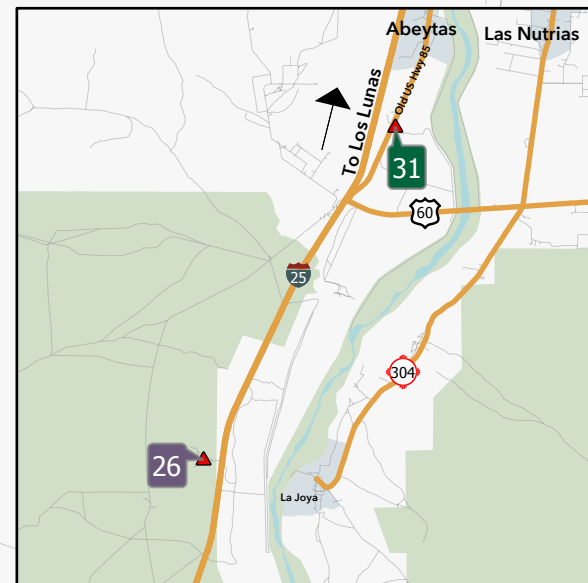 Abeytas
Las Nutrias
Old US Hwy 85
To Los Lunas
31
60
25
304
26
La Joya